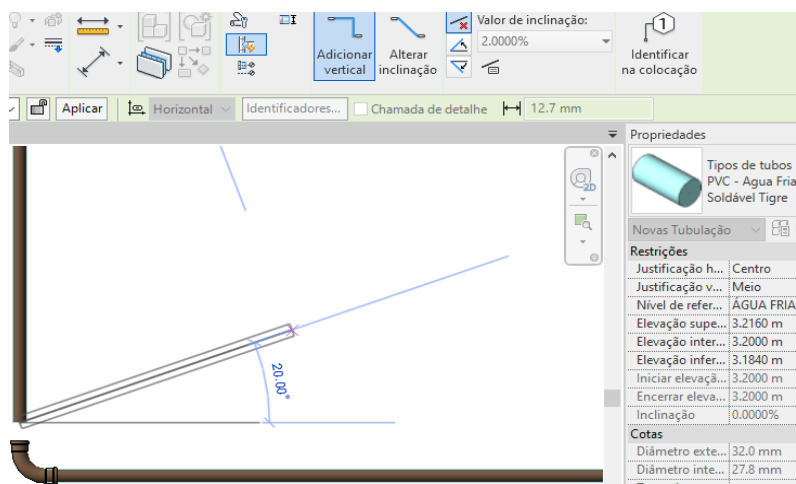 Valor de inclinação:
2.0000%
Adicionar
vertical
Alterar
inclinação
1
Identificar
na colocação
Aplicar
Horizontal
Identificadores...
Chamada de detalhe
12.7 mm
Propriedades
2D
Tipos de tubos
PVC - Agua Fria
Soldável Tigre
Novas Tubulação
Restrições
Justificação h... Centro
Justificação v... Meio
Nível de refer... ÁGUA FRIA
Elevação supe... 3.2160 m
Elevação inter... 3.2000 m
Elevação infer... 3.1840 m
Iniciar elevaçã... 3.2000 m
Encerrar eleva... 3.2000 m
Inclinação 0.0000%
Cotas
Diâmetro exte... 32.0 mm
Diâmetro inte... 27.8 mm
20.00°